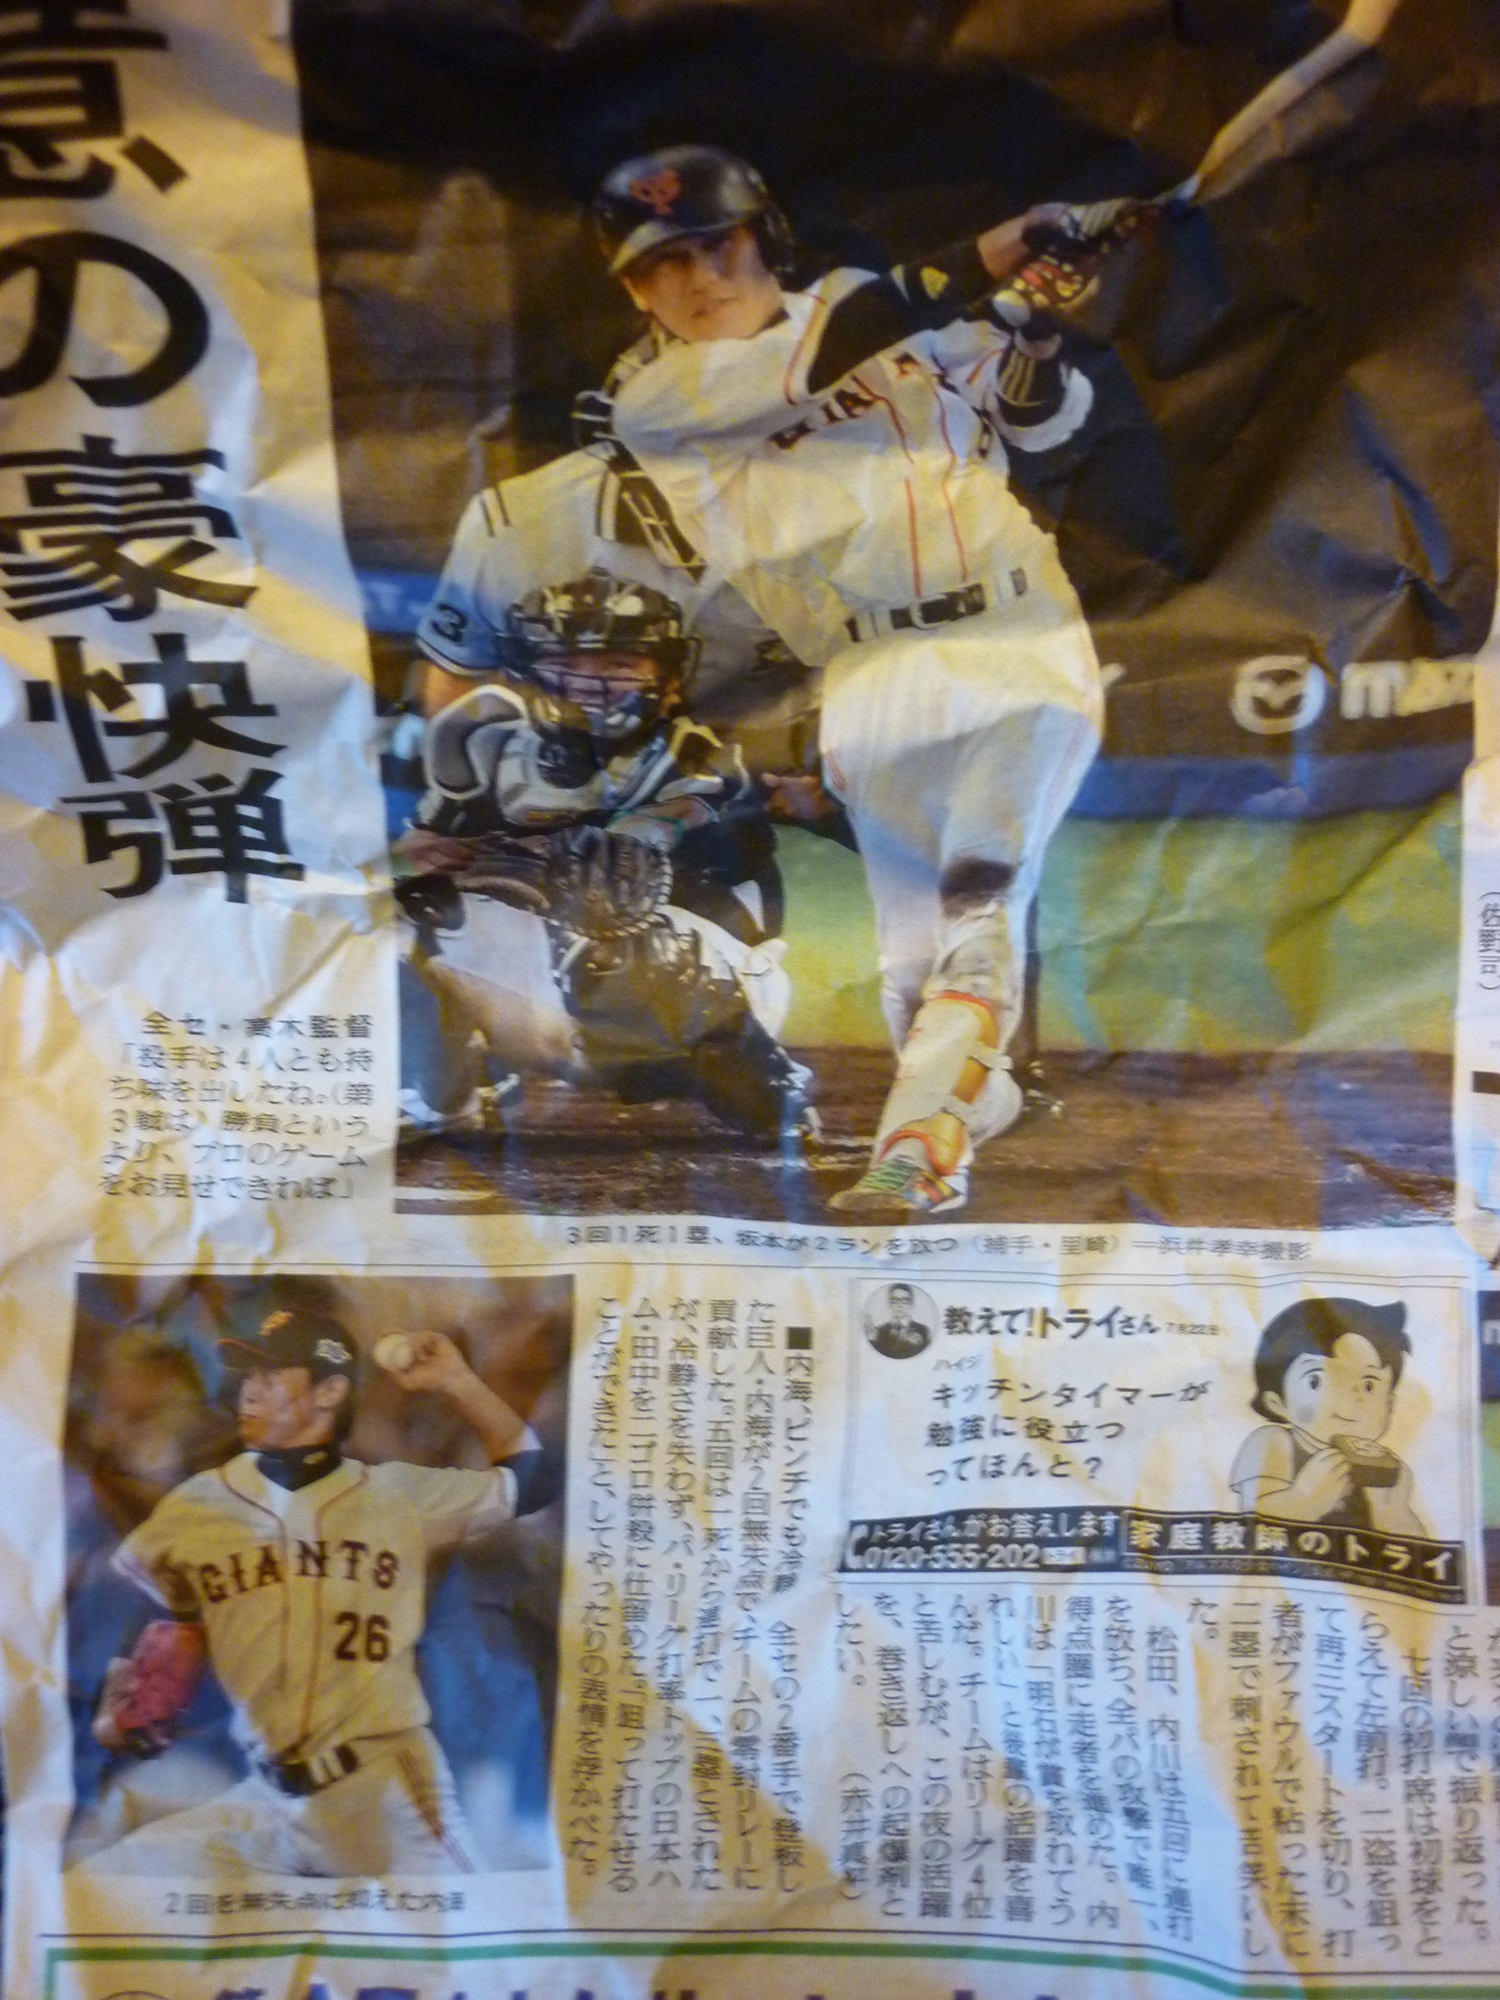 の豪快弾
GIANTS
3
全セ・高木監督
「投手は4人とも持
ち味を出したね。(第
3戦は)勝負という
より、プロのゲーム
をお見せできれば」
(佐野司)
3回1死1塁、坂本が2ランを放つ(捕手・里崎)=浜井孝幸撮影
GIANTS
26
2回を無失点に抑えた内海
■内海、ピンチでも冷静 全セの2番手で登板し
た巨人・内海が2回無失点で、チームの零封リレーに
貢献した。五回は一死から連打で一、三塁とされた
が、冷静さを失わず、パ・リーグ打率トップの日本ハ
ム・田中を二ゴロ併殺に仕留めた。「狙って打たせる
ことができた」と、してやったりの表情を浮かべた。
教えて!トライさん
ハイジ
キッチンタイマーが
勉強に役立つ
ってほんと?
トライさんがお答えします
0120-555-202
家庭教師のトライ
と涼しい顔で振り返った。
七回の初打席は初球をと
らえて左前打。二盗を狙っ
て再三スタートを切り、打
者がファウルで粘った末に
二塁で刺されて苦笑いし
た。
松田、内川は五回に連打
を放ち、全パの攻撃で唯一、
得点圏に走者を進めた。内
川は「明石が賞を取れてう
れしい」と後輩の活躍を喜
んだ。チームはリーグ4位
と苦しむが、この夜の活躍
を、巻き返しへの起爆剤と
したい。 (赤井真)